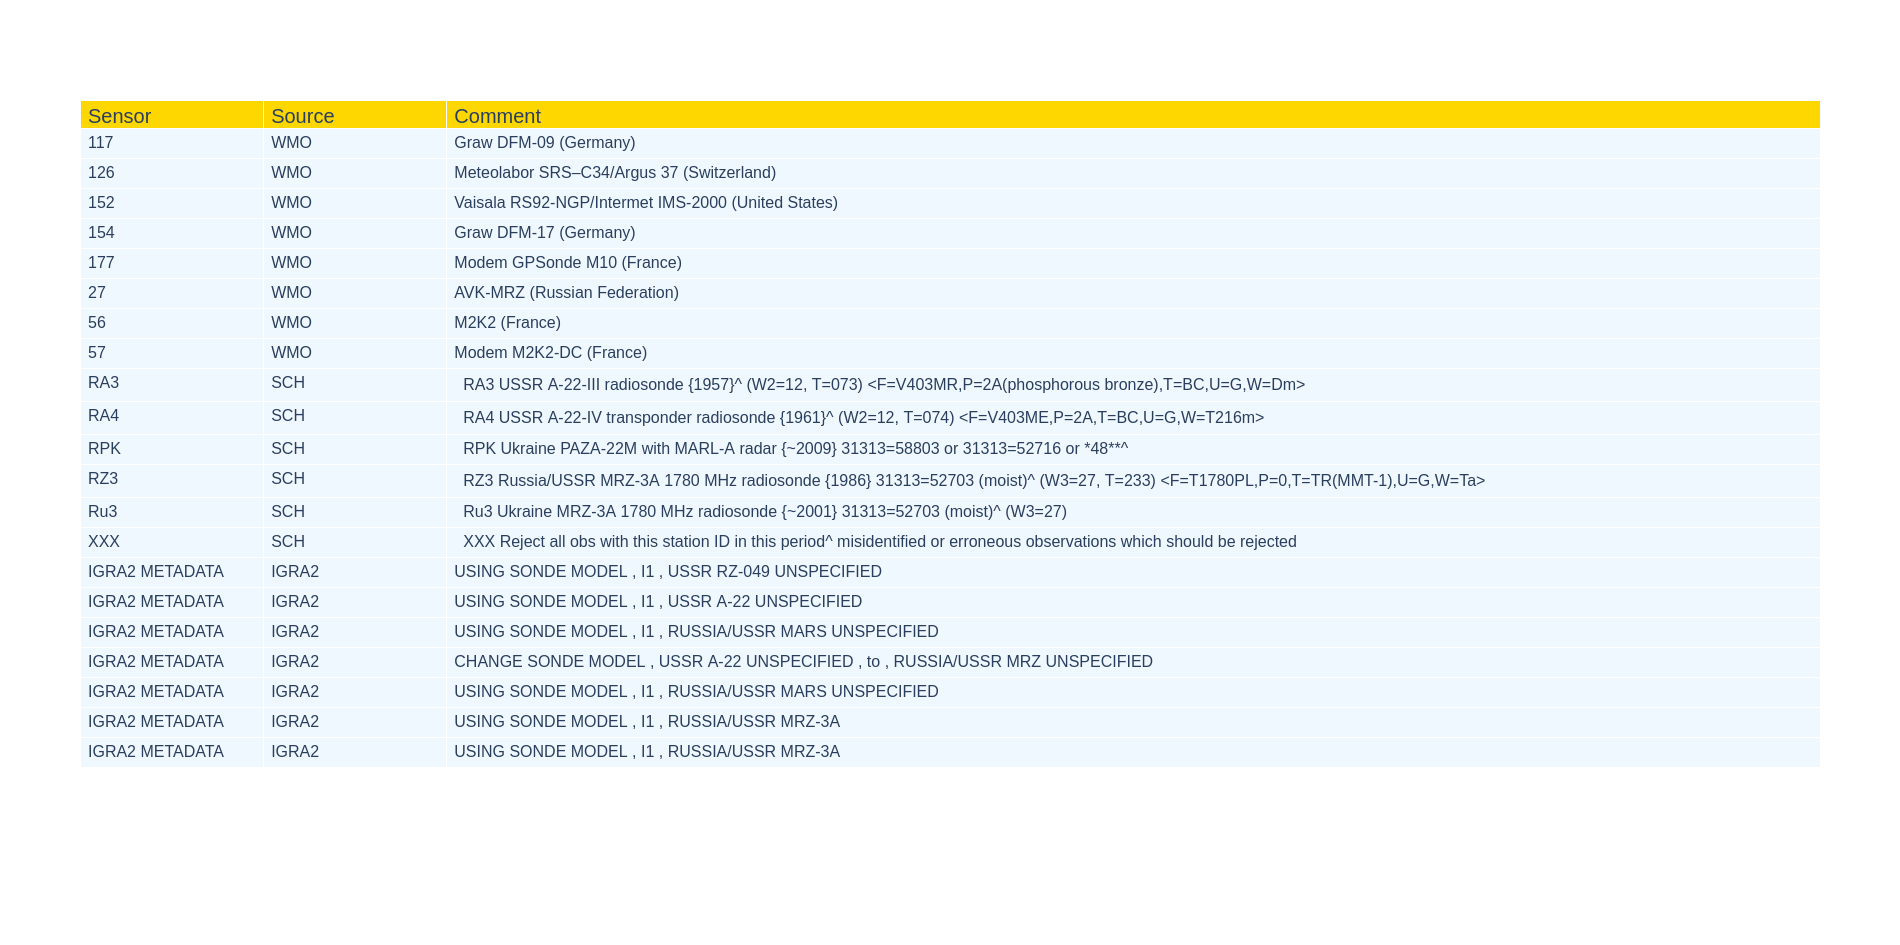 Sensor Source Comment
117 WMO Graw DFM-09 (Germany)
126 WMO Meteolabor SRS–C34/Argus 37 (Switzerland)
152 WMO Vaisala RS92-NGP/Intermet IMS-2000 (United States)
154 WMO Graw DFM-17 (Germany)
177 WMO Modem GPSonde M10 (France)
27 WMO AVK-MRZ (Russian Federation)
56 WMO M2K2 (France)
57 WMO Modem M2K2-DC (France)
RA3 SCH RA3 USSR A-22-III radiosonde {1957}^ (W2=12, T=073) <F=V403MR,P=2A(phosphorous bronze),T=BC,U=G,W=Dm>
RA4 SCH RA4 USSR A-22-IV transponder radiosonde {1961}^ (W2=12, T=074) <F=V403ME,P=2A,T=BC,U=G,W=T216m>
RPK SCH RPK Ukraine PAZA-22M with MARL-A radar {~2009} 31313=58803 or 31313=52716 or *48**^
RZ3 SCH RZ3 Russia/USSR MRZ-3A 1780 MHz radiosonde {1986} 31313=52703 (moist)^ (W3=27, T=233) <F=T1780PL,P=0,T=TR(MMT-1),U=G,W=Ta>
Ru3 SCH Ru3 Ukraine MRZ-3A 1780 MHz radiosonde {~2001} 31313=52703 (moist)^ (W3=27)
XXX SCH XXX Reject all obs with this station ID in this period^ misidentified or erroneous observations which should be rejected
IGRA2 METADATA IGRA2 USING SONDE MODEL , I1 , USSR RZ-049 UNSPECIFIED
IGRA2 METADATA IGRA2 USING SONDE MODEL , I1 , USSR A-22 UNSPECIFIED
IGRA2 METADATA IGRA2 USING SONDE MODEL , I1 , RUSSIA/USSR MARS UNSPECIFIED
IGRA2 METADATA IGRA2 CHANGE SONDE MODEL , USSR A-22 UNSPECIFIED , to , RUSSIA/USSR MRZ UNSPECIFIED
IGRA2 METADATA IGRA2 USING SONDE MODEL , I1 , RUSSIA/USSR MARS UNSPECIFIED
IGRA2 METADATA IGRA2 USING SONDE MODEL , I1 , RUSSIA/USSR MRZ-3A
IGRA2 METADATA IGRA2 USING SONDE MODEL , I1 , RUSSIA/USSR MRZ-3A